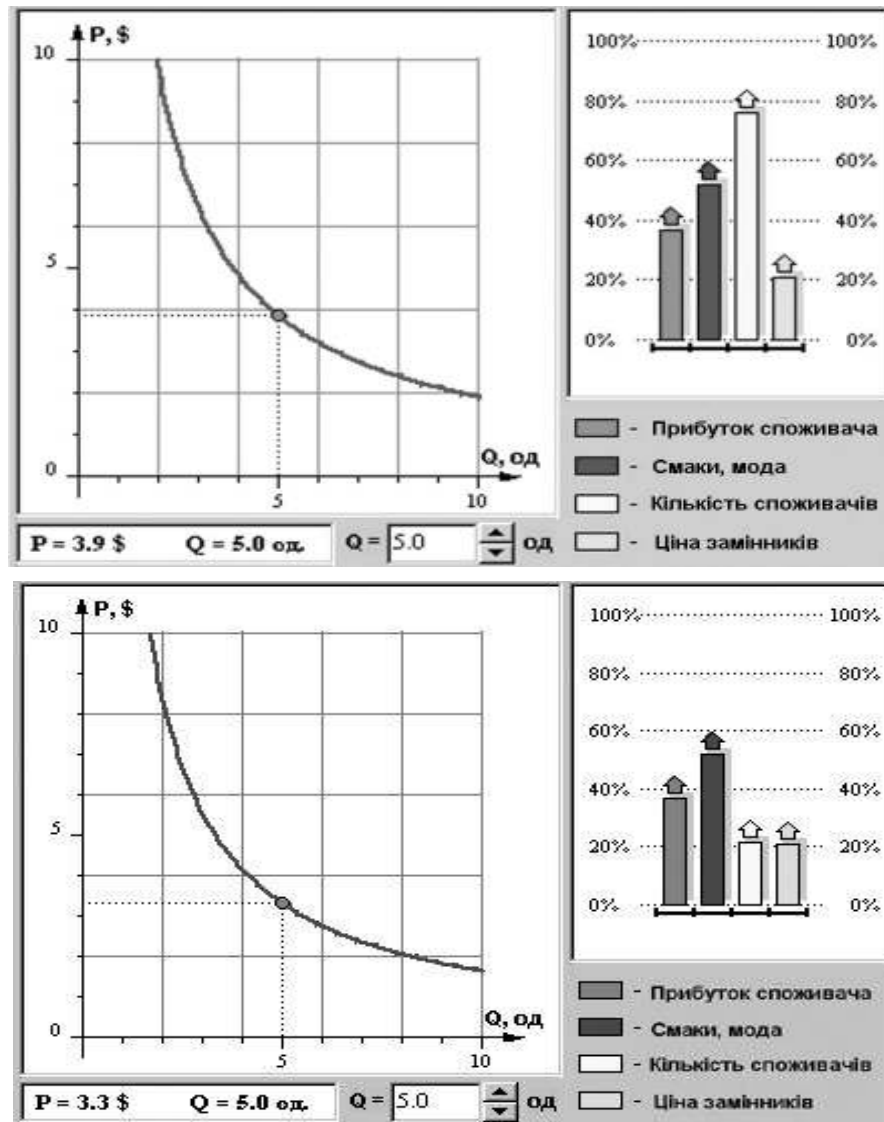 P, $
10
5
0
5
10
Q, од
P = 3.9 $ Q = 5.0 од. Q = 5.0 од
100% 100%
80% 80%
60% 60%
40% 40%
20% 20%
0% 0%
- Прибуток споживача
- Смаки, мода
- Кількість споживачів
- Ціна замінників
P, $
10
5
0
5
10
Q, од
P = 3.3 $ Q = 5.0 од. Q = 5.0 од
100% 100%
80% 80%
60% 60%
40% 40%
20% 20%
0% 0%
- Прибуток споживача
- Смаки, мода
- Кількість споживачів
- Ціна замінників